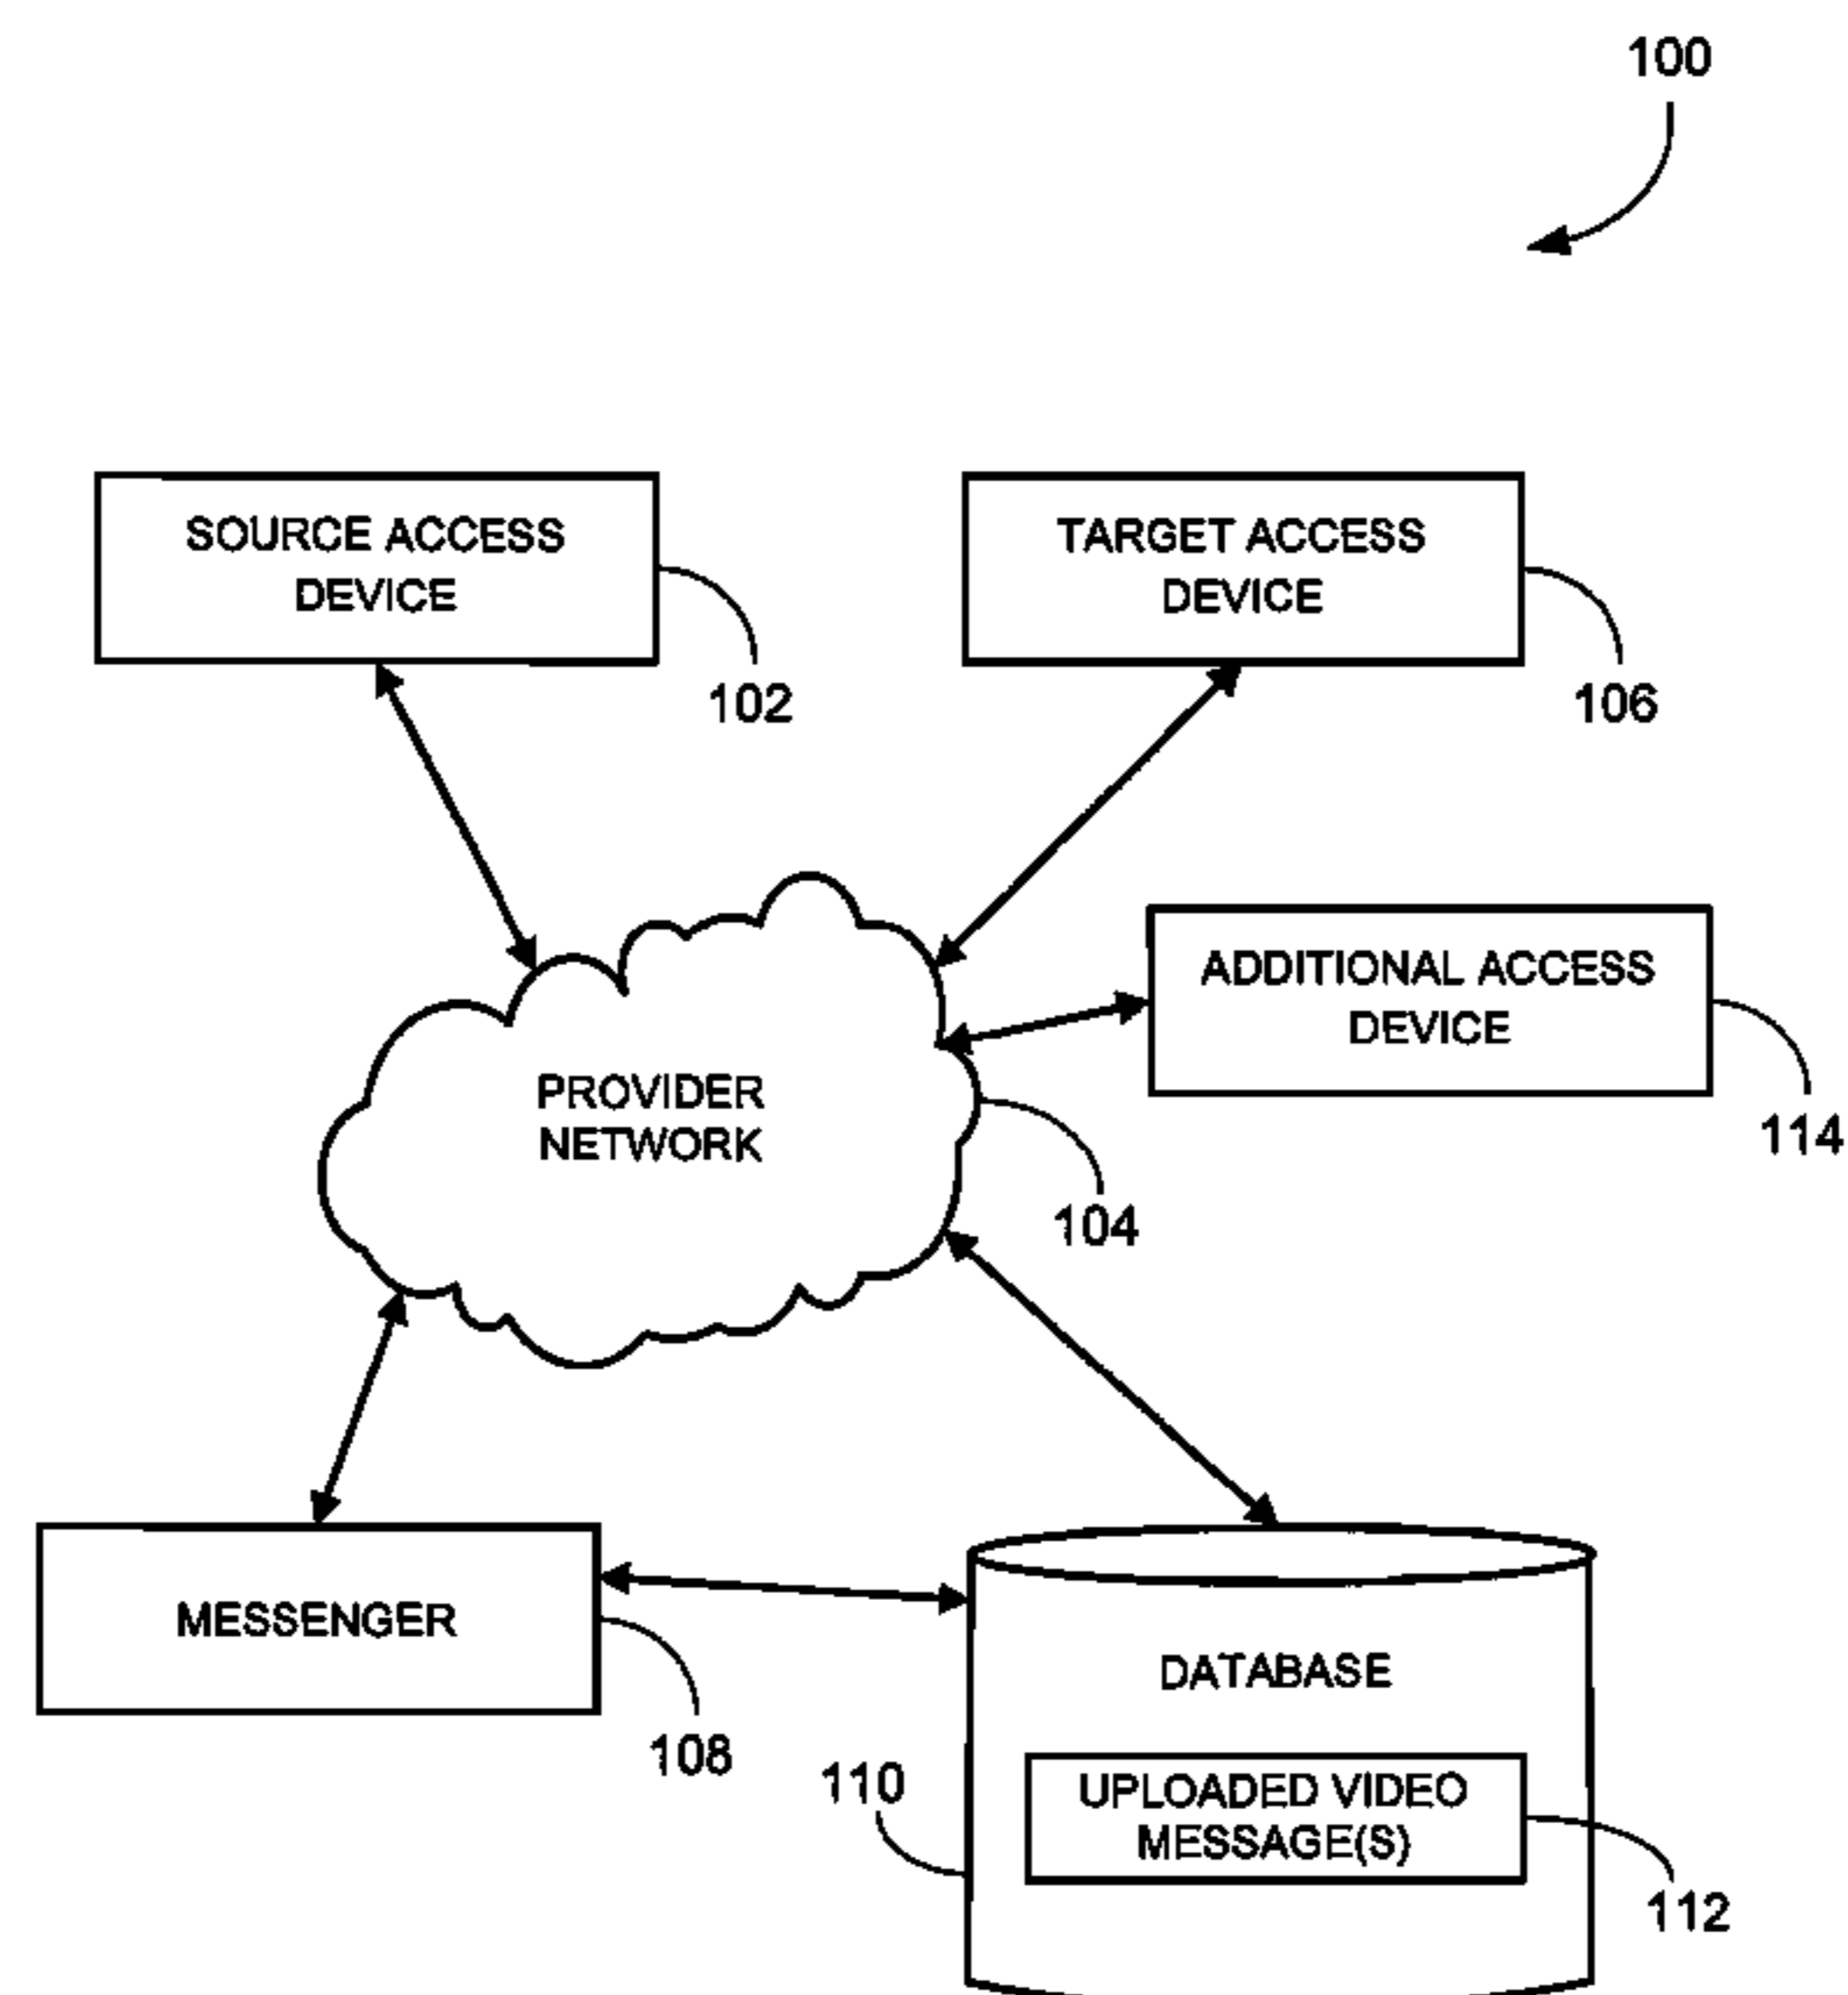 100
SOURCE ACCESS
DEVICE
102
TARGET ACCESS
DEVICE
106
ADDITIONAL ACCESS
DEVICE
114
PROVIDER
NETWORK
104
MESSENGER
108
DATABASE
110
UPLOADED VIDEO
MESSAGE(S)
112